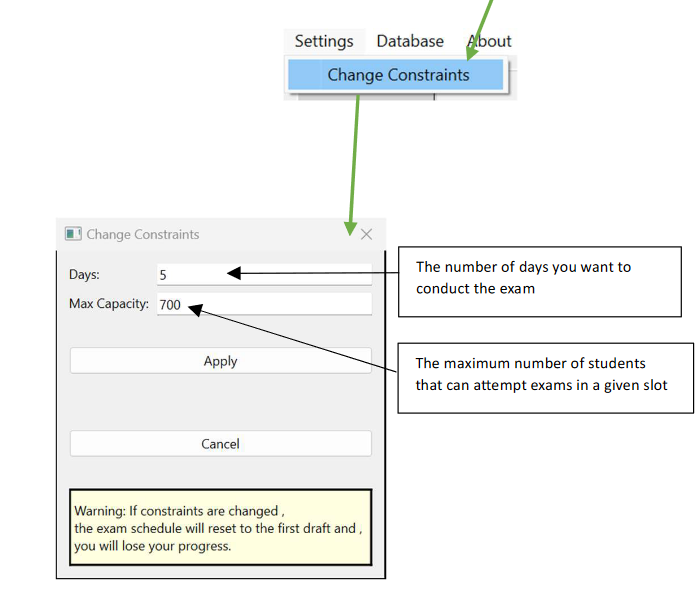 Settings Database About
Change Constraints
Change Constraints
Days: 5
The number of days you want to
conduct the exam
Max Capacity: 700
The maximum number of students
that can attempt exams in a given slot
Apply
Cancel
Warning: If constraints are changed ,
the exam schedule will reset to the first draft and ,
you will lose your progress.